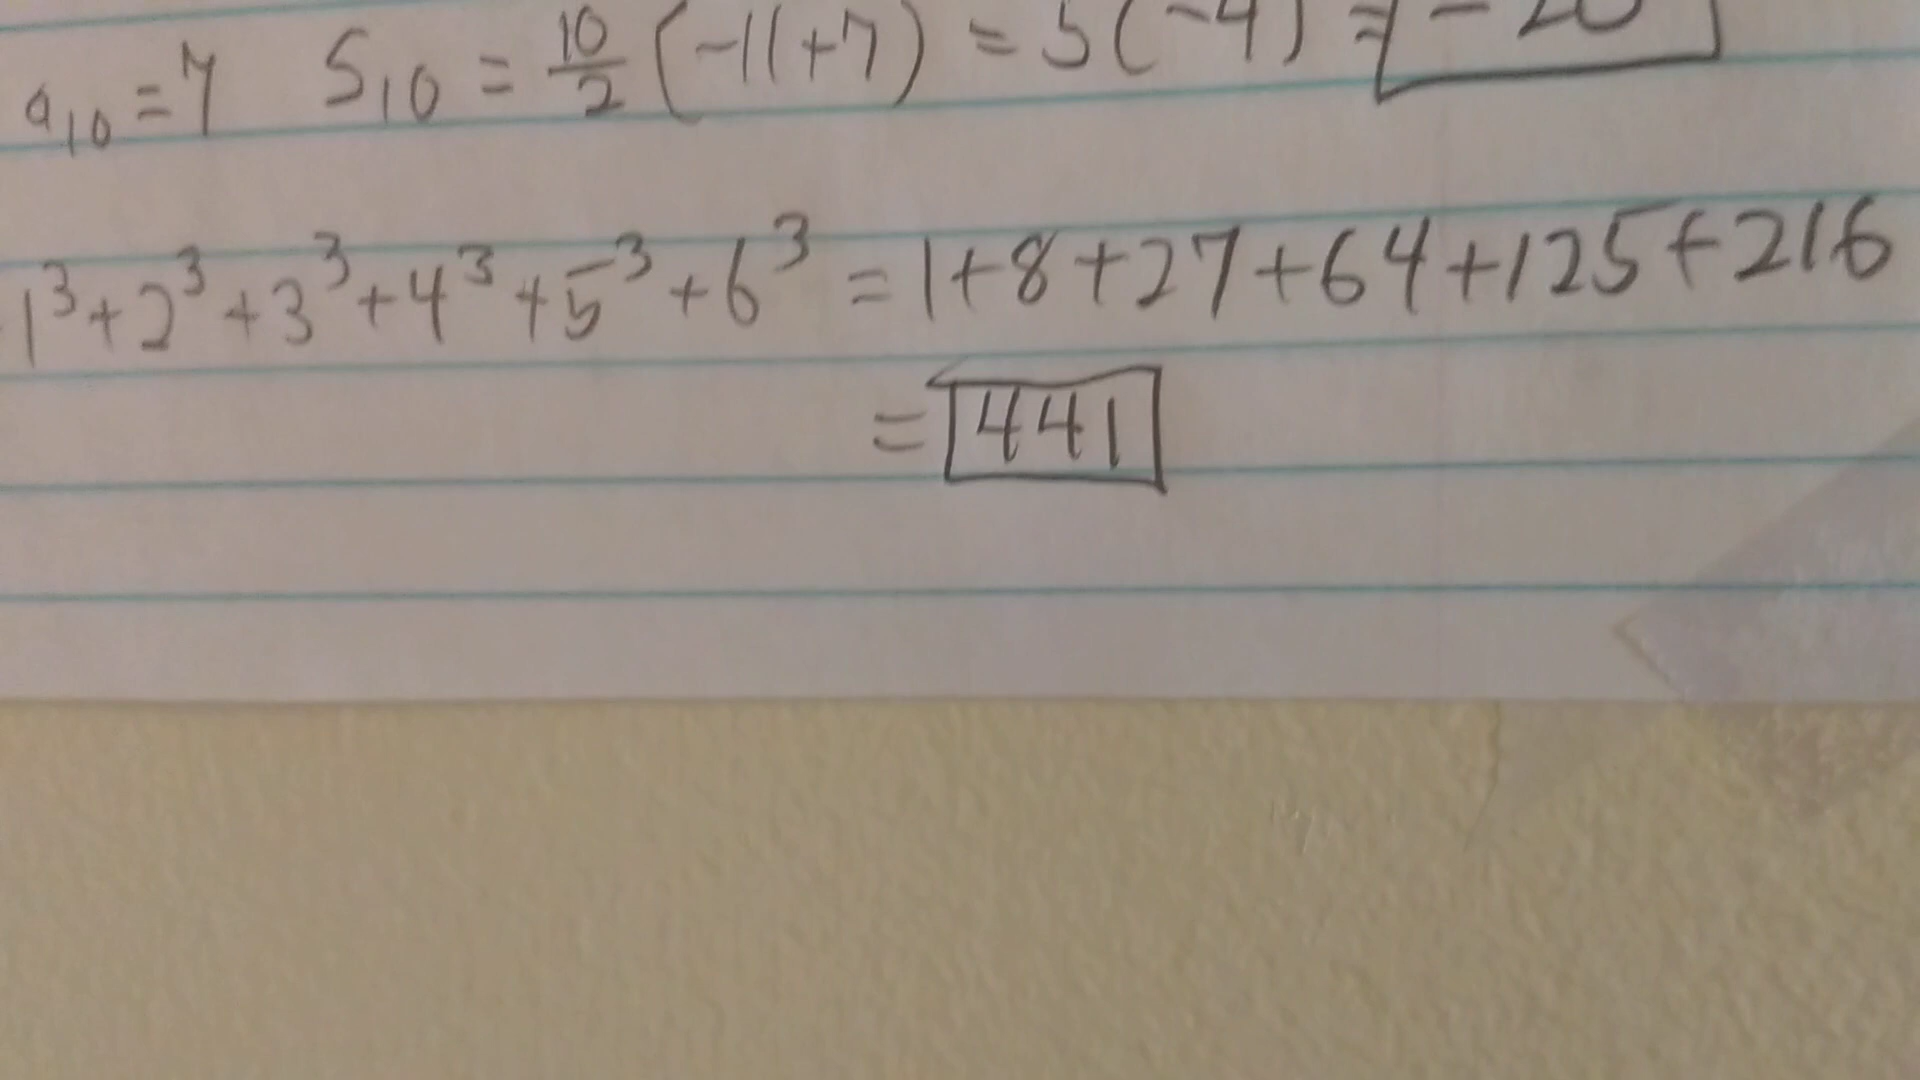 a₁₀ = 7 S₁₀ = 10/2 (-11+7) = 5(-4) = -20
1³+2³+3³+4³+5³+6³ = 1+8+27+64+125+216
= 441